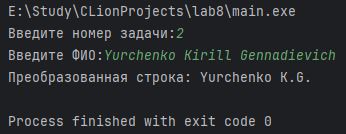 E:\Study\CLionProjects\lab8\main.exe
Введите номер задачи:2
Введите ФИО:Yurchenko Kirill Gennadievich
Преобразованная строка: Yurchenko K.G.
Process finished with exit code 0